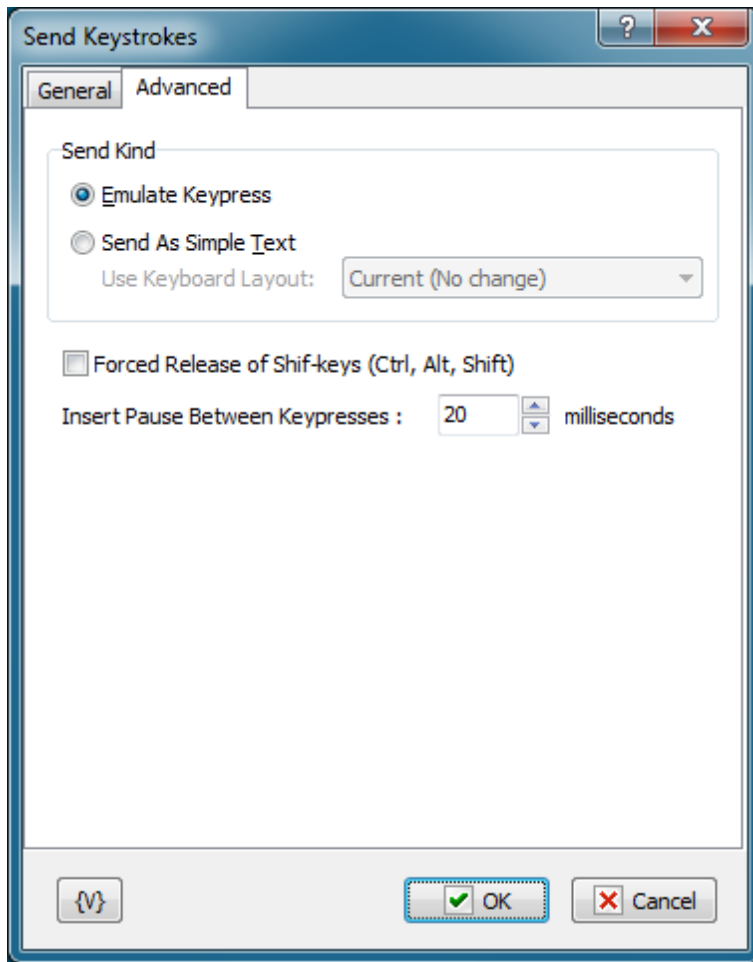 Send Keystrokes
?
General Advanced
Send Kind
Emulate Keypress
Send As Simple Text
Use Keyboard Layout: Current (No change)
Forced Release of Shif-keys (Ctrl, Alt, Shift)
Insert Pause Between Keypresses : 20 milliseconds
{V} OK Cancel